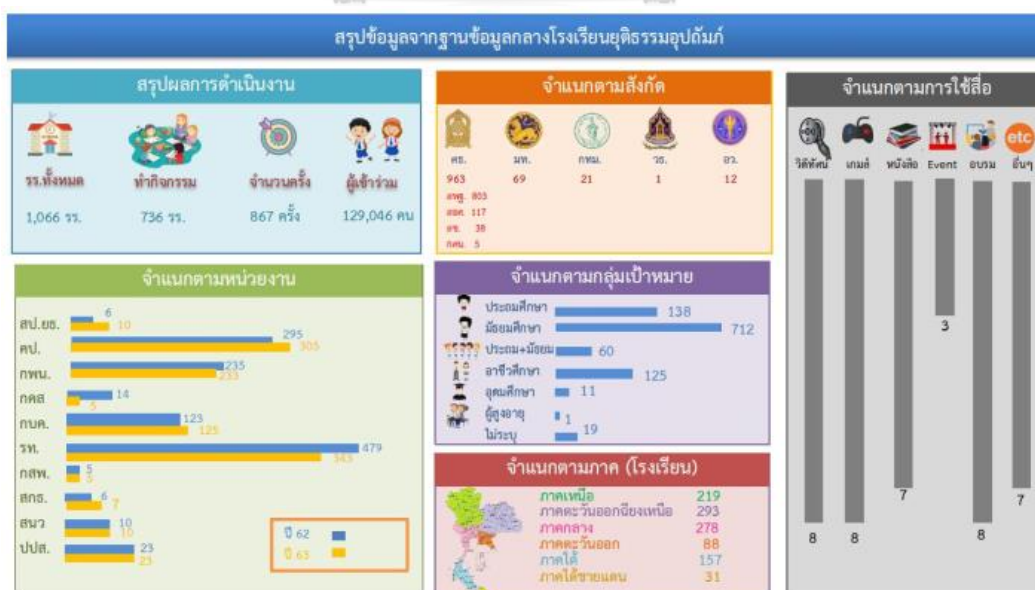 สรุปข้อมูลจากฐานข้อมูลกลางโรงเรียนยุติธรรมอุปถัมภ์
สรุปผลการดำเนินงาน
รร.ทั้งหมด ทำกิจกรรม จำนวนครั้ง ผู้เข้าร่วม
1,066 รร. 736 รร. 867 ครั้ง 129,046 คน
จำแนกตามสังกัด
ศธ. มท. กทม. วธ. อว.
963 69 21 1 12
สพฐ. 803
สอศ. 117
สช. 38
กศน. 5
จำแนกตามการใช้สื่อ
วิดีทัศน์ เกมส์ หนังสือ Event อบรม อื่นๆ
etc
3
7 7
8 8 8
จำแนกตามหน่วยงาน
สป.ยธ. 6
10
คป. 295
305
กพน. 235
233
กคส 14
5
กบค. 123
125
รท. 479
343
กสพ. 5
5
สกธ. 6
7
สนว 10
10
ปปส. 23
23
ปี 62
ปี 63
จำแนกตามกลุ่มเป้าหมาย
ประถมศึกษา 138
มัธยมศึกษา 712
ประถม+มัธยม 60
อาชีวศึกษา 125
อุดมศึกษา 11
ผู้สูงอายุ 1
ไม่ระบุ 19
จำแนกตามภาค (โรงเรียน)
ภาคเหนือ 219
ภาคตะวันออกเฉียงเหนือ 293
ภาคกลาง 278
ภาคตะวันออก 88
ภาคใต้ 157
ภาคใต้ชายแดน 31